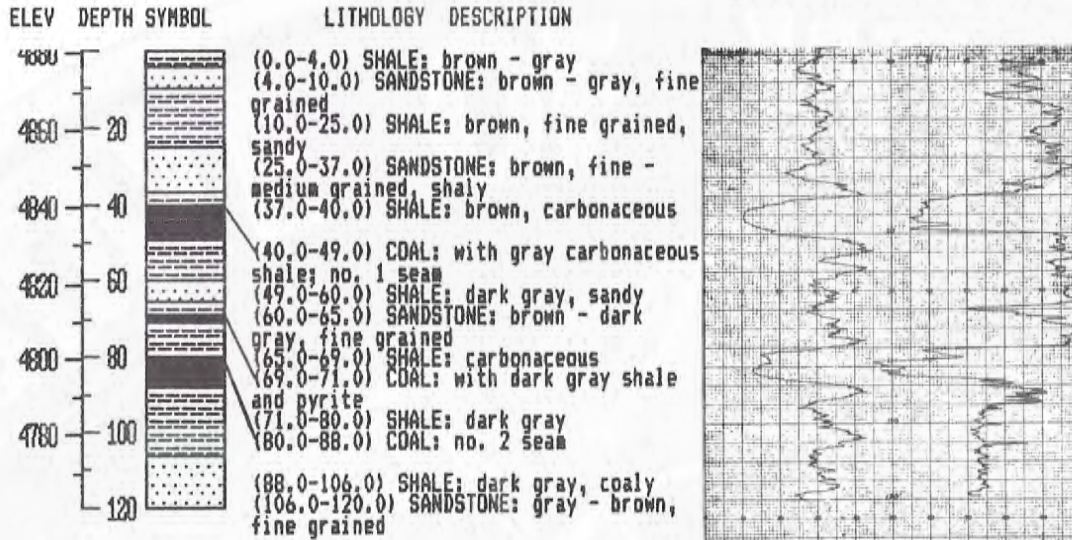 ELEV DEPTH SYMBOL LITHOLOGY DESCRIPTION
4880
(0.0-4.0) SHALE: brown - gray
(4.0-10.0) SANDSTONE: brown - gray, fine
grained
4860 20
(10.0-25.0) SHALE: brown, fine grained,
sandy
(25.0-37.0) SANDSTONE: brown, fine -
medium grained, shaly
4840 40
(37.0-40.0) SHALE: brown, carbonaceous
(40.0-49.0) COAL: with gray carbonaceous
shale; no. 1 seam
4820 60
(49.0-60.0) SHALE: dark gray, sandy
(60.0-65.0) SANDSTONE: brown - dark
gray, fine grained
4800 80
(65.0-69.0) SHALE: carbonaceous
(69.0-71.0) COAL: with dark gray shale
and pyrite
(71.0-80.0) SHALE: dark gray
4780 100
(80.0-88.0) COAL: no. 2 seam
(88.0-106.0) SHALE: dark gray, coaly
120
(106.0-120.0) SANDSTONE: gray - brown,
fine grained